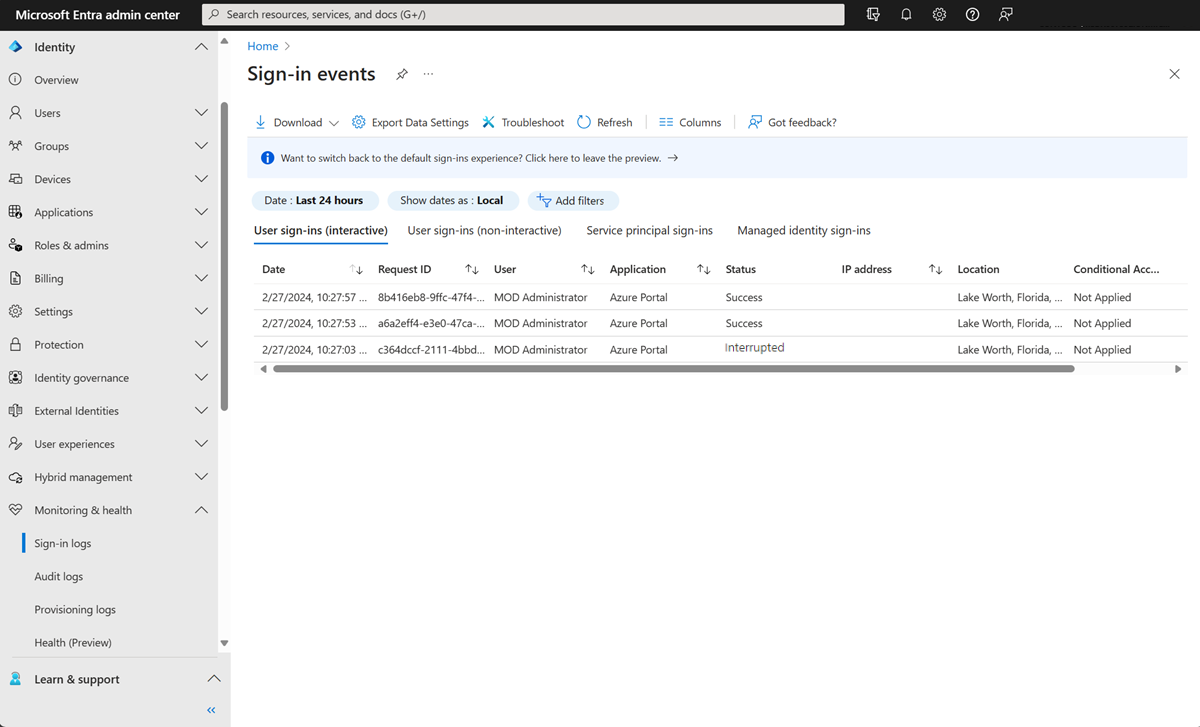 Microsoft Entra admin center
Search resources, services, and docs (G+/)
Identity
Overview
Users
Groups
Devices
Applications
Roles & admins
Billing
Settings
Protection
Identity governance
External Identities
User experiences
Hybrid management
Monitoring & health
Sign-in logs
Audit logs
Provisioning logs
Health (Preview)
Learn & support
Home
Sign-in events
Download Export Data Settings Troubleshoot Refresh Columns Got feedback?
Want to switch back to the default sign-ins experience? Click here to leave the preview. →
Date : Last 24 hours Show dates as : Local Add filters
User sign-ins (interactive) User sign-ins (non-interactive) Service principal sign-ins Managed identity sign-ins
Date Request ID User Application Status IP address Location Conditional Acc...
2/27/2024, 10:27:57 ... 8b416eb8-9ffc-47f4-... MOD Administrator Azure Portal Success Lake Worth, Florida, ... Not Applied
2/27/2024, 10:27:53 ... a6a2eff4-e3e0-47ca-... MOD Administrator Azure Portal Success Lake Worth, Florida, ... Not Applied
2/27/2024, 10:27:03 ... c364dccf-2111-4bbd... MOD Administrator Azure Portal Interrupted Lake Worth, Florida, ... Not Applied